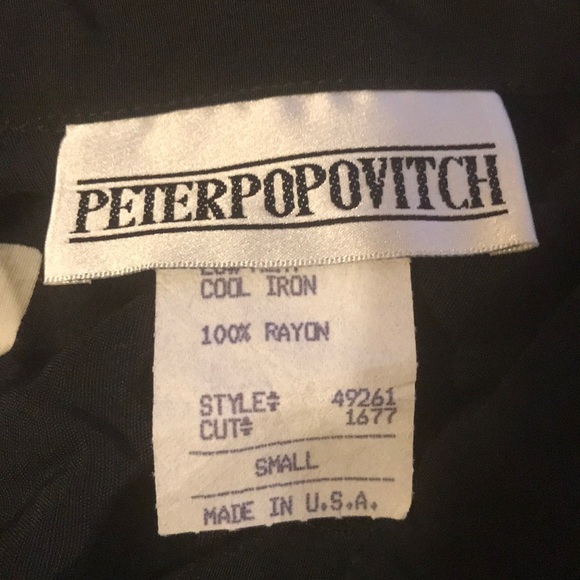 PETERPOPOVITCH
COOL IRON
100% RAYON
STYLE# 49261
CUT# 1677
SMALL
MADE IN U.S.A.